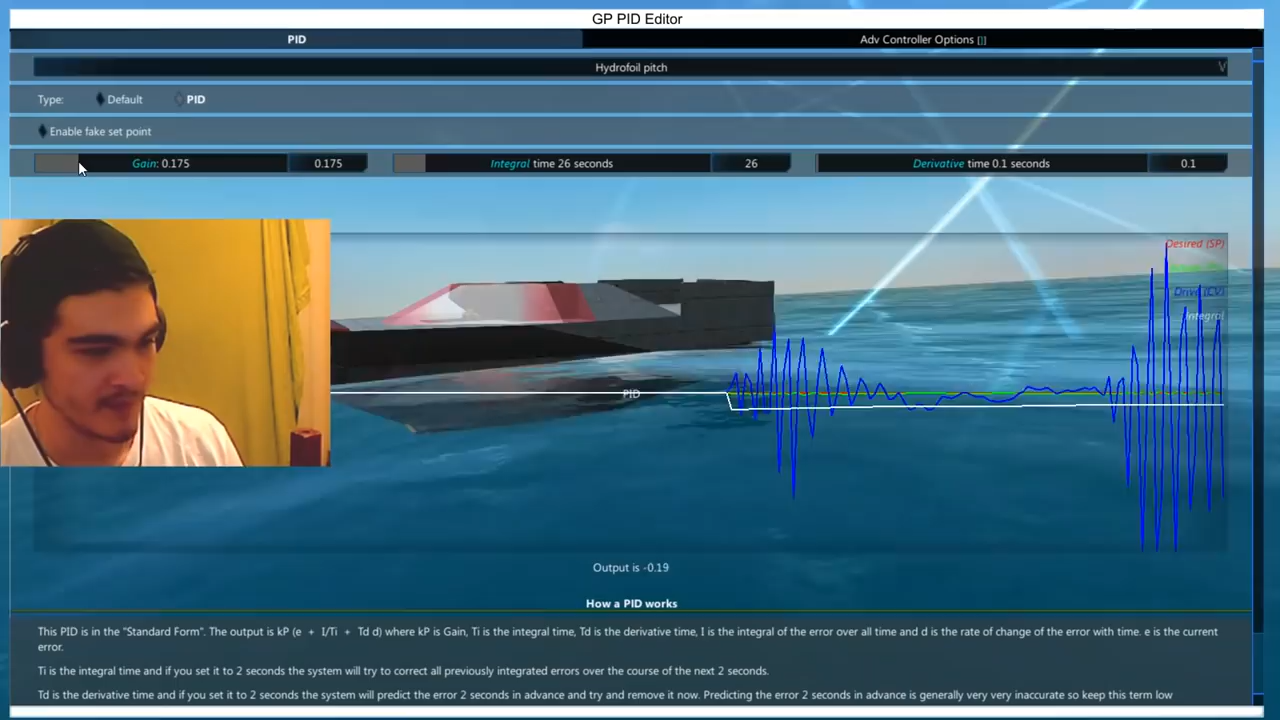 GP PID Editor
PID
Adv Controller Options []]
Hydrofoil pitch
V
Type:
Default
PID
Enable fake set point
Gain: 0.175
0.175
Integral time 26 seconds
26
Derivative time 0.1 seconds
0.1
Desired (SP)
Drive (CV)
Integral
PID
Output is -0.19
How a PID works
This PID is in the "Standard Form". The output is kP (e + I/Ti + Td d) where kP is Gain, Ti is the integral time, Td is the derivative time, I is the integral of the error over all time and d is the rate of change of the error with time. e is the current
error.
Ti is the integral time and if you set it to 2 seconds the system will try to correct all previously integrated errors over the course of the next 2 seconds.
Td is the derivative time and if you set it to 2 seconds the system will predict the error 2 seconds in advance and try and remove it now. Predicting the error 2 seconds in advance is generally very very inaccurate so keep this term low